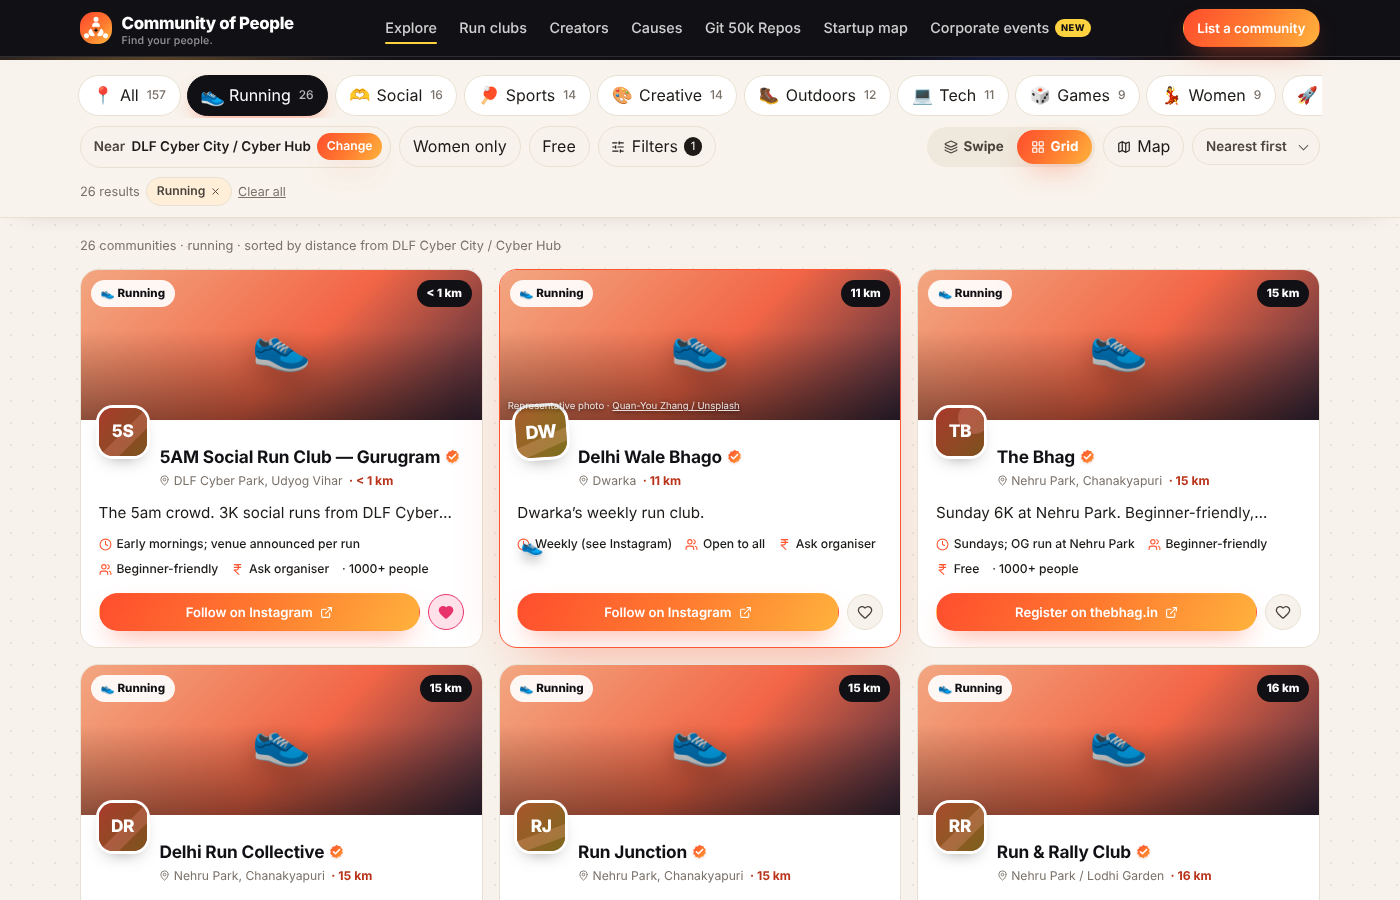 Community of People
Find your people.
Explore
Run clubs
Creators
Causes
Git 50k Repos
Startup map
Corporate events NEW
List a community
All 157
Running 26
Social 16
Sports 14
Creative 14
Outdoors 12
Tech 11
Games 9
Women 9
Near DLF Cyber City / Cyber Hub Change
Women only
Free
Filters 1
Swipe
Grid
Map
Nearest first
26 results
Running ×
Clear all
26 communities · running · sorted by distance from DLF Cyber City / Cyber Hub
Running
< 1 km
5S
5AM Social Run Club — Gurugram
DLF Cyber Park, Udyog Vihar · < 1 km
The 5am crowd. 3K social runs from DLF Cyber…
Early mornings; venue announced per run
Beginner-friendly
₹ Ask organiser
· 1000+ people
Follow on Instagram
Running
11 km
Representative photo · Quan-You Zhang / Unsplash
DW
Delhi Wale Bhago
Dwarka · 11 km
Dwarka’s weekly run club.
Weekly (see Instagram)
Open to all
₹ Ask organiser
Follow on Instagram
Running
15 km
TB
The Bhag
Nehru Park, Chanakyapuri · 15 km
Sunday 6K at Nehru Park. Beginner-friendly,…
Sundays; OG run at Nehru Park
Beginner-friendly
₹ Free
· 1000+ people
Register on thebhag.in
Running
15 km
DR
Delhi Run Collective
Nehru Park, Chanakyapuri · 15 km
Running
15 km
RJ
Run Junction
Nehru Park, Chanakyapuri · 15 km
Running
16 km
RR
Run & Rally Club
Nehru Park / Lodhi Garden · 16 km